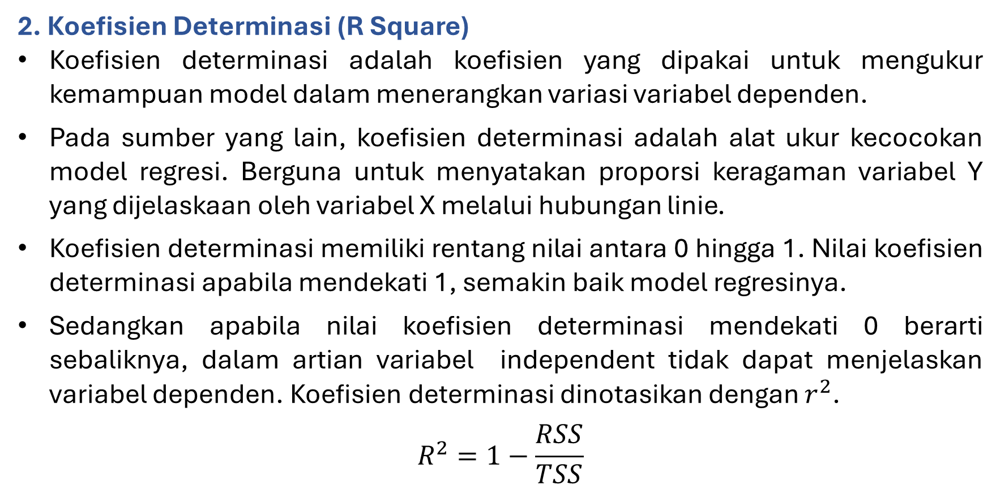 2. Koefisien Determinasi (R Square)
• Koefisien determinasi adalah koefisien yang dipakai untuk mengukur
kemampuan model dalam menerangkan variasi variabel dependen.
• Pada sumber yang lain, koefisien determinasi adalah alat ukur kecocokan
model regresi. Berguna untuk menyatakan proporsi keragaman variabel Y
yang dijelaskaan oleh variabel X melalui hubungan linie.
• Koefisien determinasi memiliki rentang nilai antara 0 hingga 1. Nilai koefisien
determinasi apabila mendekati 1, semakin baik model regresinya.
• Sedangkan apabila nilai koefisien determinasi mendekati 0 berarti
sebaliknya, dalam artian variabel independent tidak dapat menjelaskan
variabel dependen. Koefisien determinasi dinotasikan dengan r².
R² = 1 − RSS/TSS